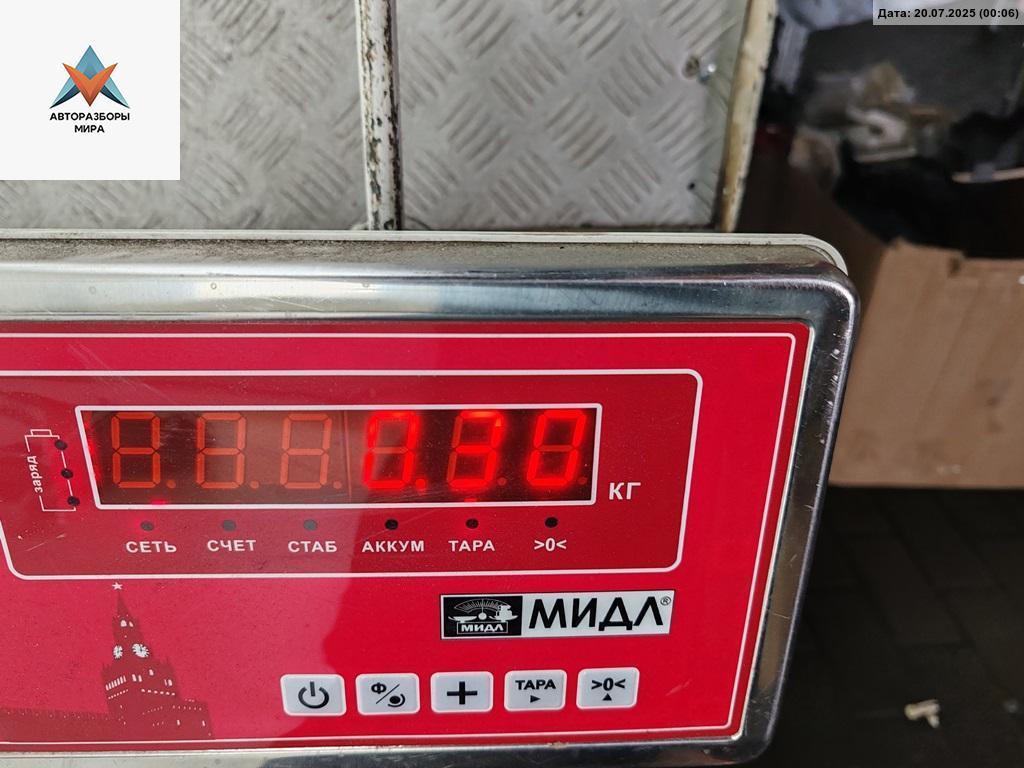 Дата: 20.07.2025 (00:06)
АВТОРАЗБОРЫ
МИРА
заряд
0.30
КГ
СЕТЬ СЧЕТ СТАБ АККУМ ТАРА >0<
МИДЛ МИДЛ®
Ф ТАРА >0<